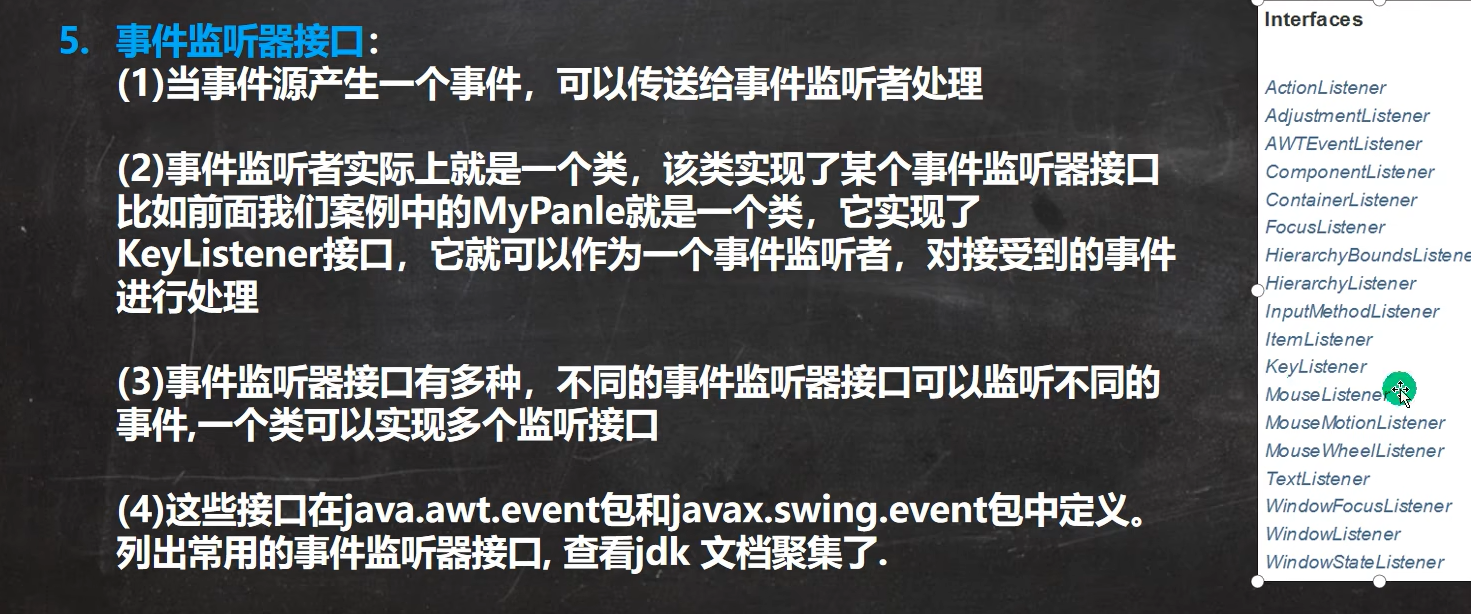 5. 事件监听器接口：
(1)当事件源产生一个事件，可以传送给事件监听者处理
(2)事件监听者实际上就是一个类，该类实现了某个事件监听器接口
比如前面我们案例中的MyPanle就是一个类，它实现了
KeyListener接口，它就可以作为一个事件监听者，对接受到的事件
进行处理
(3)事件监听器接口有多种，不同的事件监听器接口可以监听不同的
事件,一个类可以实现多个监听接口
(4)这些接口在java.awt.event包和javax.swing.event包中定义。
列出常用的事件监听器接口, 查看jdk 文档聚集了.
Interfaces
ActionListener
AdjustmentListener
AWTEventListener
ComponentListener
ContainerListener
FocusListener
HierarchyBoundsListene
HierarchyListener
InputMethodListener
ItemListener
KeyListener
MouseListener
MouseMotionListener
MouseWheelListener
TextListener
WindowFocusListener
WindowListener
WindowStateListener